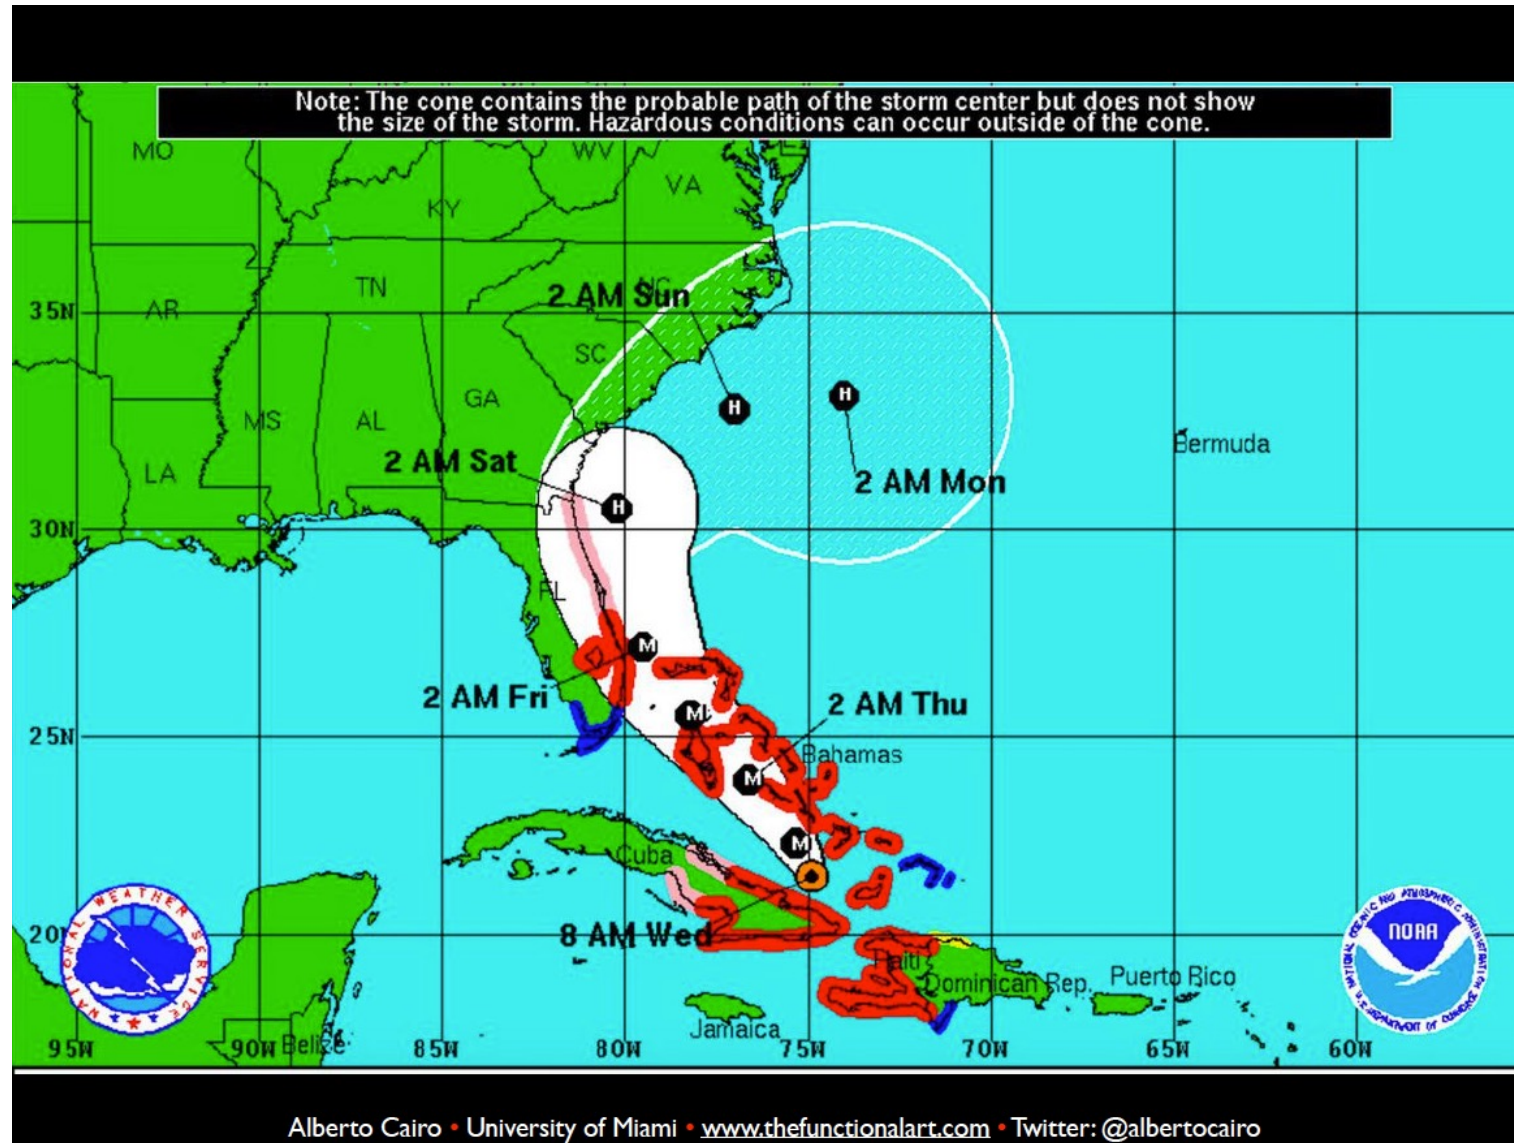 Note: The cone contains the probable path of the storm center but does not show
the size of the storm. Hazardous conditions can occur outside of the cone.
MO
WV
VA
KY
TN
NC
2 AM Sun
35N
AR
SC
H
H
GA
MS
AL
Bermuda
2 AM Sat
LA
2 AM Mon
H
30N
FL
M
2 AM Fri
M
2 AM Thu
25N
Bahamas
M
M
Cuba
8 AM Wed
20N
NATIONAL WEATHER SERVICE
NOAA
Haiti
Dominican Rep.
Puerto Rico
Jamaica
Belize
95W 90W 85W 80W 75W 70W 65W 60W
Alberto Cairo • University of Miami • www.thefunctionalart.com • Twitter: @albertocairo